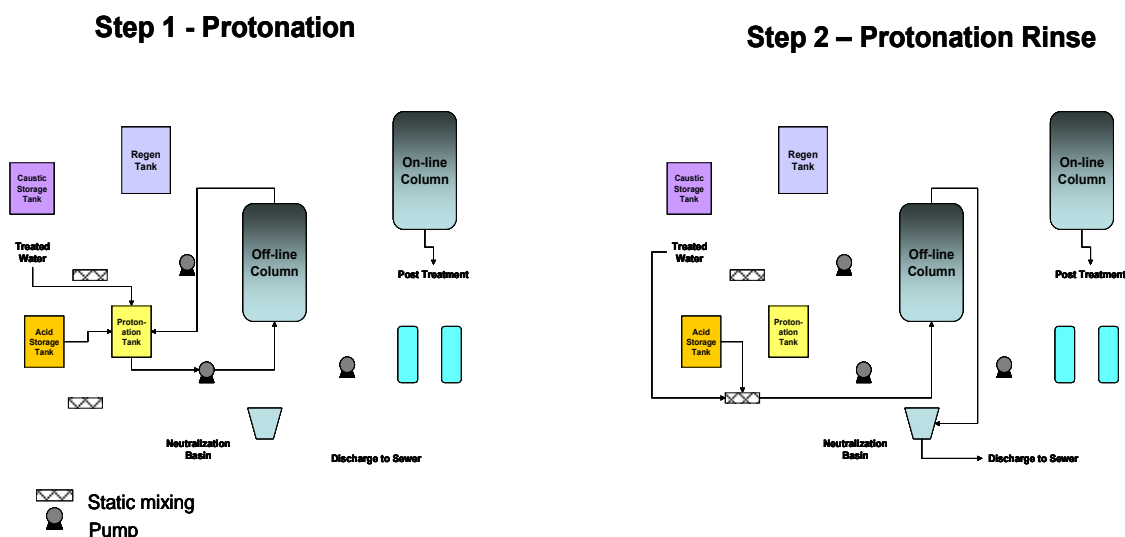 Step 1 - Protonation
Regen
Tank
Caustic
Storage
Tank
On-line
Column
Treated
Water
Off-line
Column
Post Treatment
Acid
Storage
Tank
Proton-
ation
Tank
Neutralization
Basin
Discharge to Sewer
Static mixing
Pump
Step 2 – Protonation Rinse
Regen
Tank
Caustic
Storage
Tank
On-line
Column
Treated
Water
Off-line
Column
Post Treatment
Acid
Storage
Tank
Proton-
ation
Tank
Neutralization
Basin
Discharge to Sewer